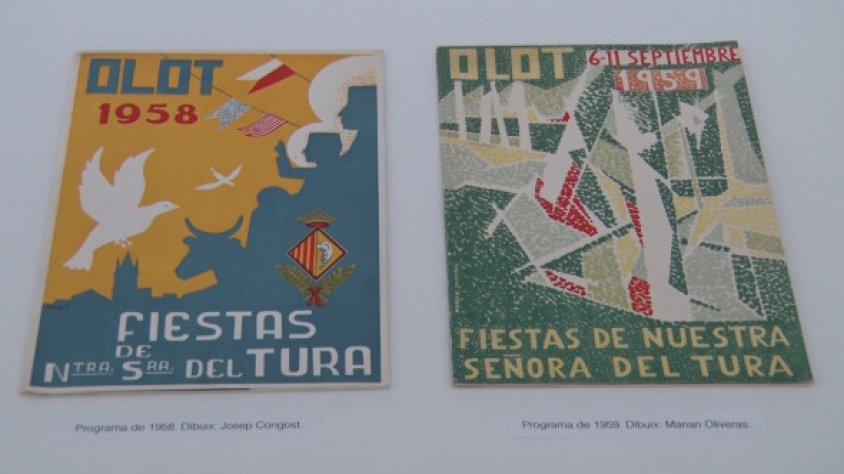 OLOT
1958
FIESTAS
DE
NTRA. SRA. DEL TURA
Programa de 1958. Dibuix: Josep Congost.
OLOT
6-11 SEPTIEMBRE
1959
FIESTAS DE NUESTRA
SEÑORA DEL TURA
Programa de 1959. Dibuix: Marian Oliveras.